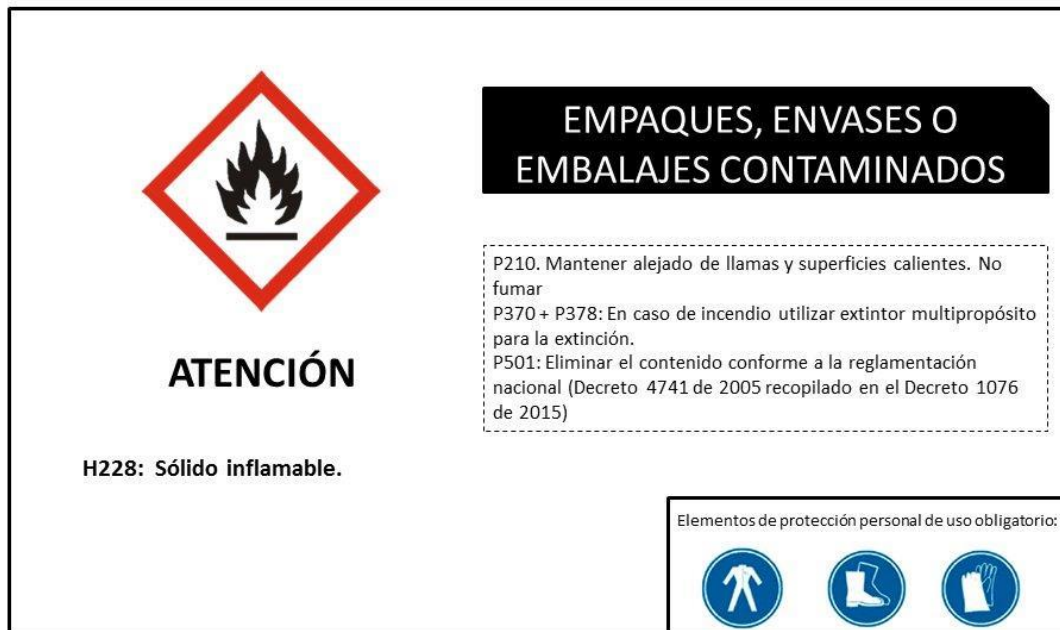 EMPAQUES, ENVASES O
EMBALAJES CONTAMINADOS
P210. Mantener alejado de llamas y superficies calientes. No
fumar
P370 + P378: En caso de incendio utilizar extintor multipropósito
para la extinción.
P501: Eliminar el contenido conforme a la reglamentación
nacional (Decreto 4741 de 2005 recopilado en el Decreto 1076
de 2015)
ATENCIÓN
H228: Sólido inflamable.
Elementos de protección personal de uso obligatorio: